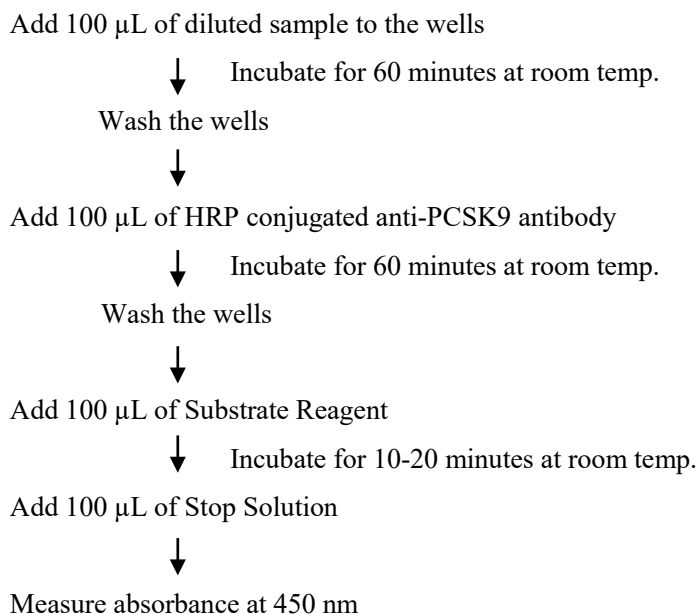 Add 100 µL of diluted sample to the wells
Incubate for 60 minutes at room temp.
Wash the wells
Add 100 µL of HRP conjugated anti-PCSK9 antibody
Incubate for 60 minutes at room temp.
Wash the wells
Add 100 µL of Substrate Reagent
Incubate for 10-20 minutes at room temp.
Add 100 µL of Stop Solution
Measure absorbance at 450 nm